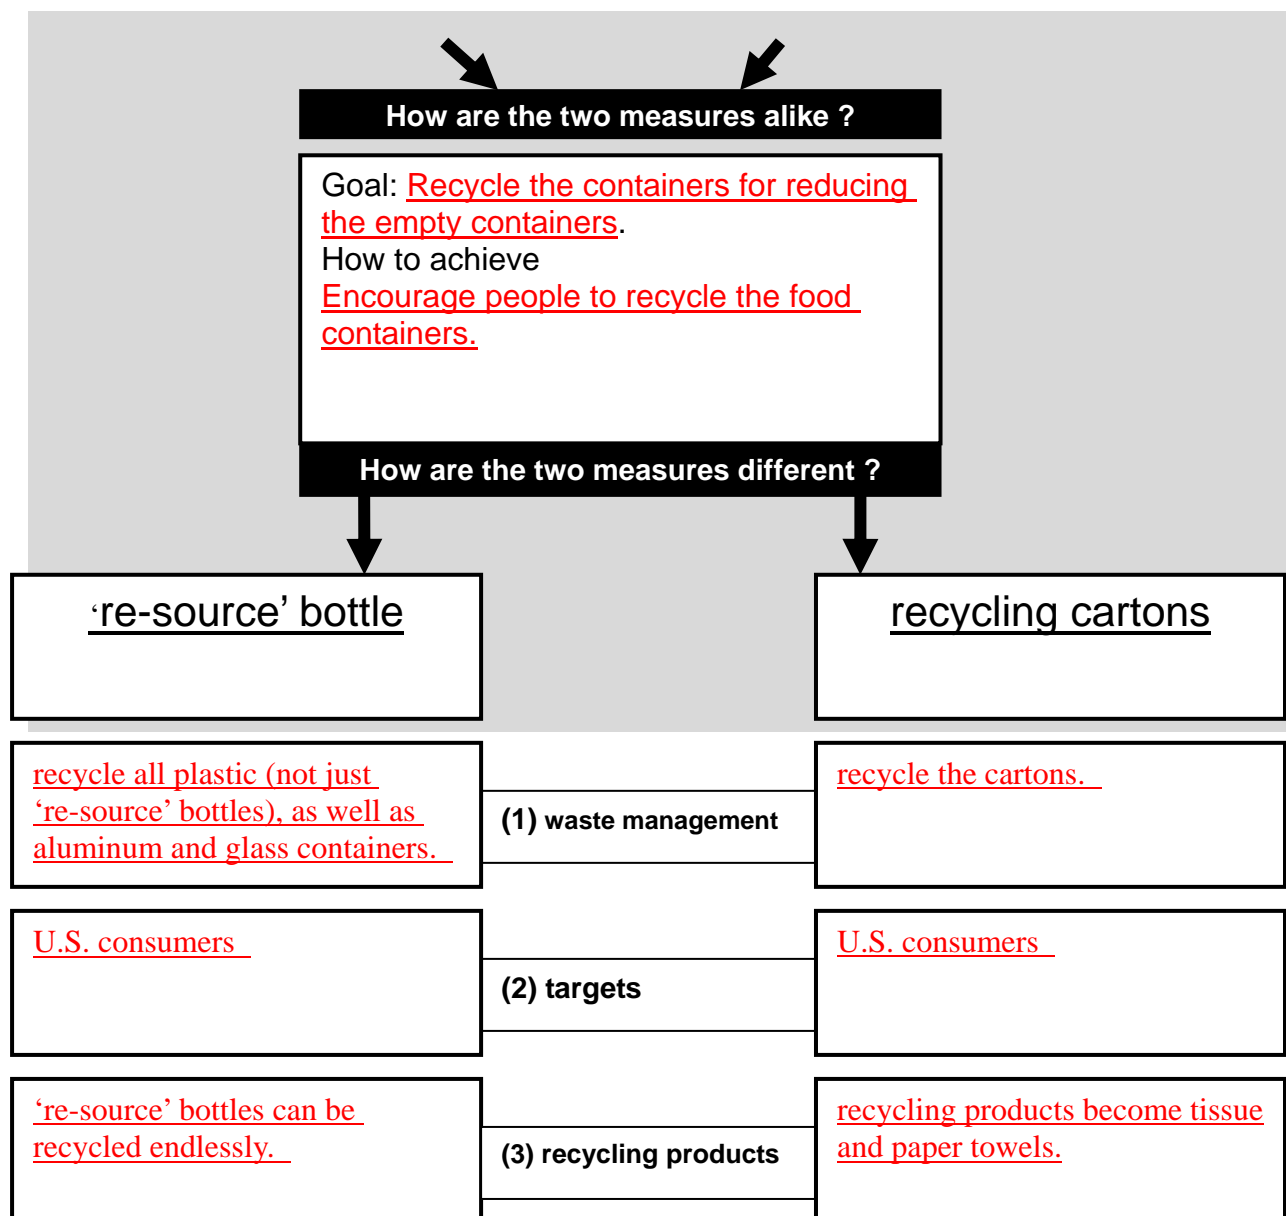 How are the two measures alike ?
Goal: Recycle the containers for reducing
the empty containers.
How to achieve
Encourage people to recycle the food
containers.
How are the two measures different ?
‘re-source’ bottle
recycling cartons
recycle all plastic (not just
‘re-source’ bottles), as well as
aluminum and glass containers.
(1) waste management
recycle the cartons.
U.S. consumers
(2) targets
U.S. consumers
‘re-source’ bottles can be
recycled endlessly.
(3) recycling products
recycling products become tissue
and paper towels.